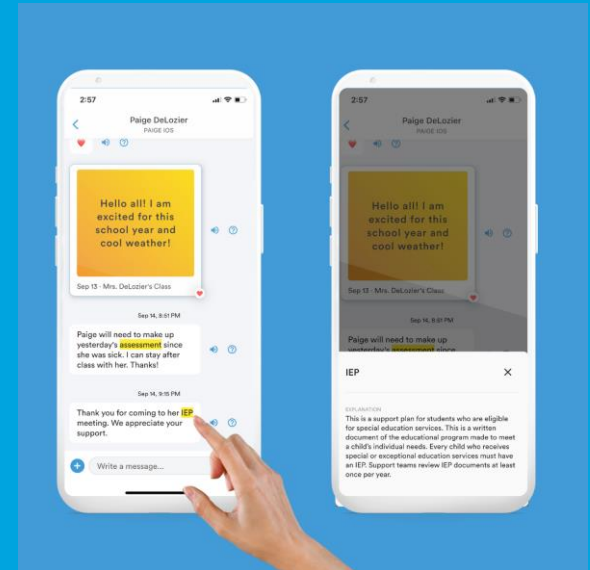 2:57
Paige DeLozier
PAIGE IOS
Hello all! I am
excited for this
school year and
cool weather!
Sep 13 · Mrs. DeLozier's Class
Sep 14, 8:51 PM
Paige will need to make up
yesterday's assessment since
she was sick. I can stay after
class with her. Thanks!
Sep 14, 9:15 PM
Thank you for coming to her IEP
meeting. We appreciate your
support.
Write a message...
2:57
Paige DeLozier
PAIGE IOS
Hello all! I am
excited for this
school year and
cool weather!
Sep 13 · Mrs. DeLozier's Class
Sep 14, 8:51 PM
Paige will need to make up
yesterday's assessment since
IEP
EXPLANATION
This is a support plan for students who are eligible
for special education services. This is a written
document of the educational program made to meet
a child's individual needs. Every child who receives
special or exceptional education services must have
an IEP. Support teams review IEP documents at least
once per year.